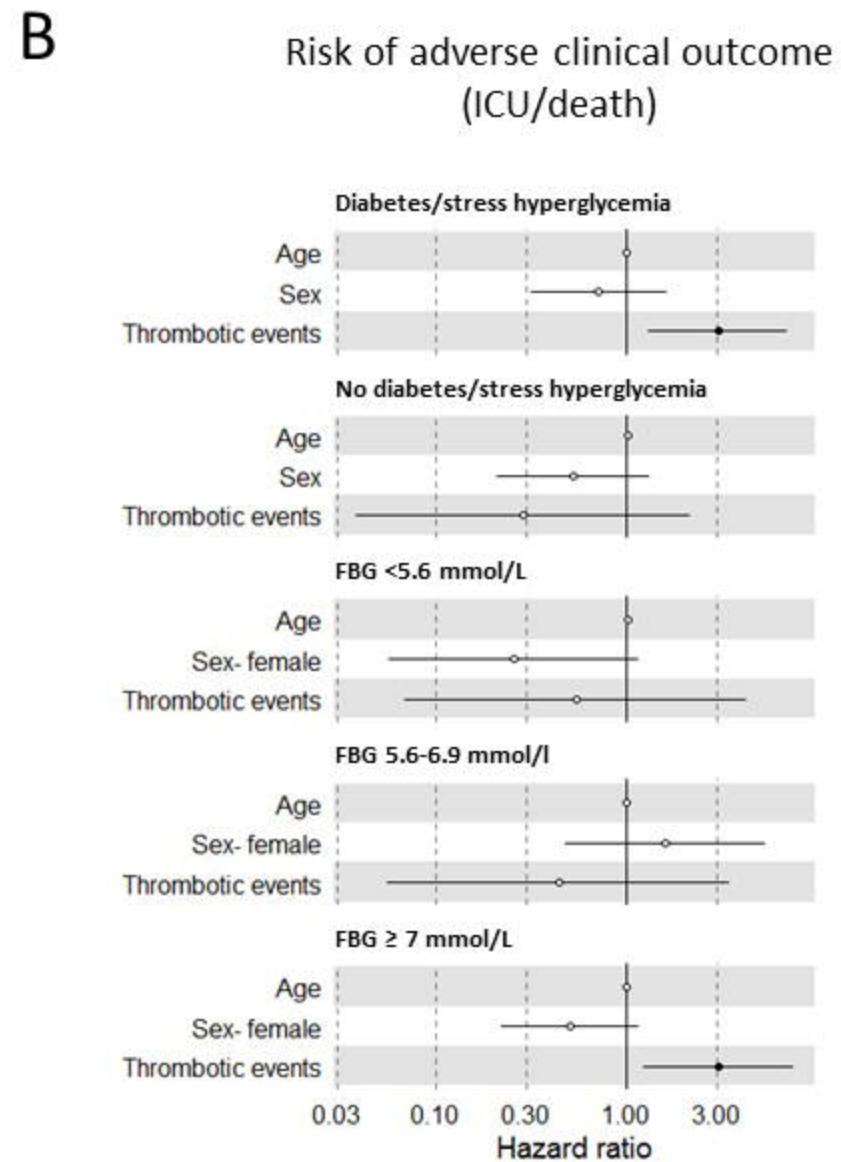 B
Risk of adverse clinical outcome
(ICU/death)
Diabetes/stress hyperglycemia
Age
Sex
Thrombotic events
No diabetes/stress hyperglycemia
Age
Sex
Thrombotic events
FBG <5.6 mmol/L
Age
Sex- female
Thrombotic events
FBG 5.6-6.9 mmol/l
Age
Sex- female
Thrombotic events
FBG ≥ 7 mmol/L
Age
Sex- female
Thrombotic events
0.03 0.10 0.30 1.00 3.00
Hazard ratio